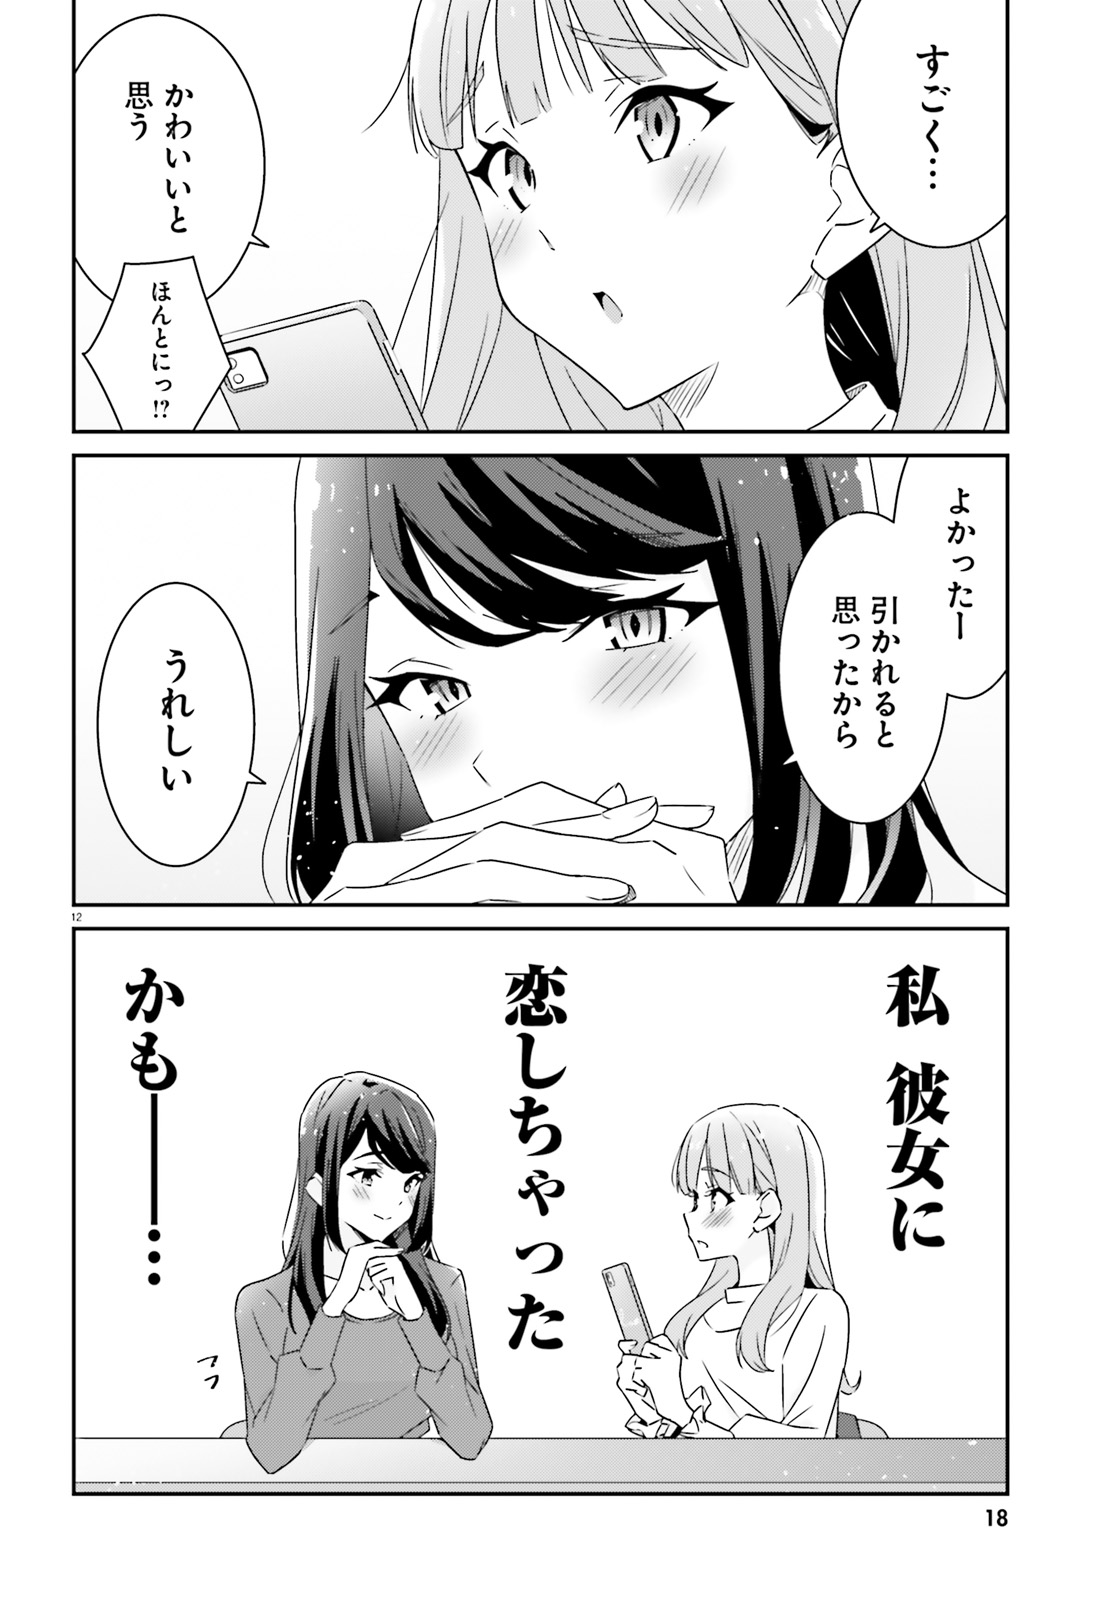 すごく…
かわいいと
思う
ほんとにっ!?
よかったー
引かれると
思ったから
うれしい
12
私 彼女に
恋しちゃった
かも――…
フフ
18